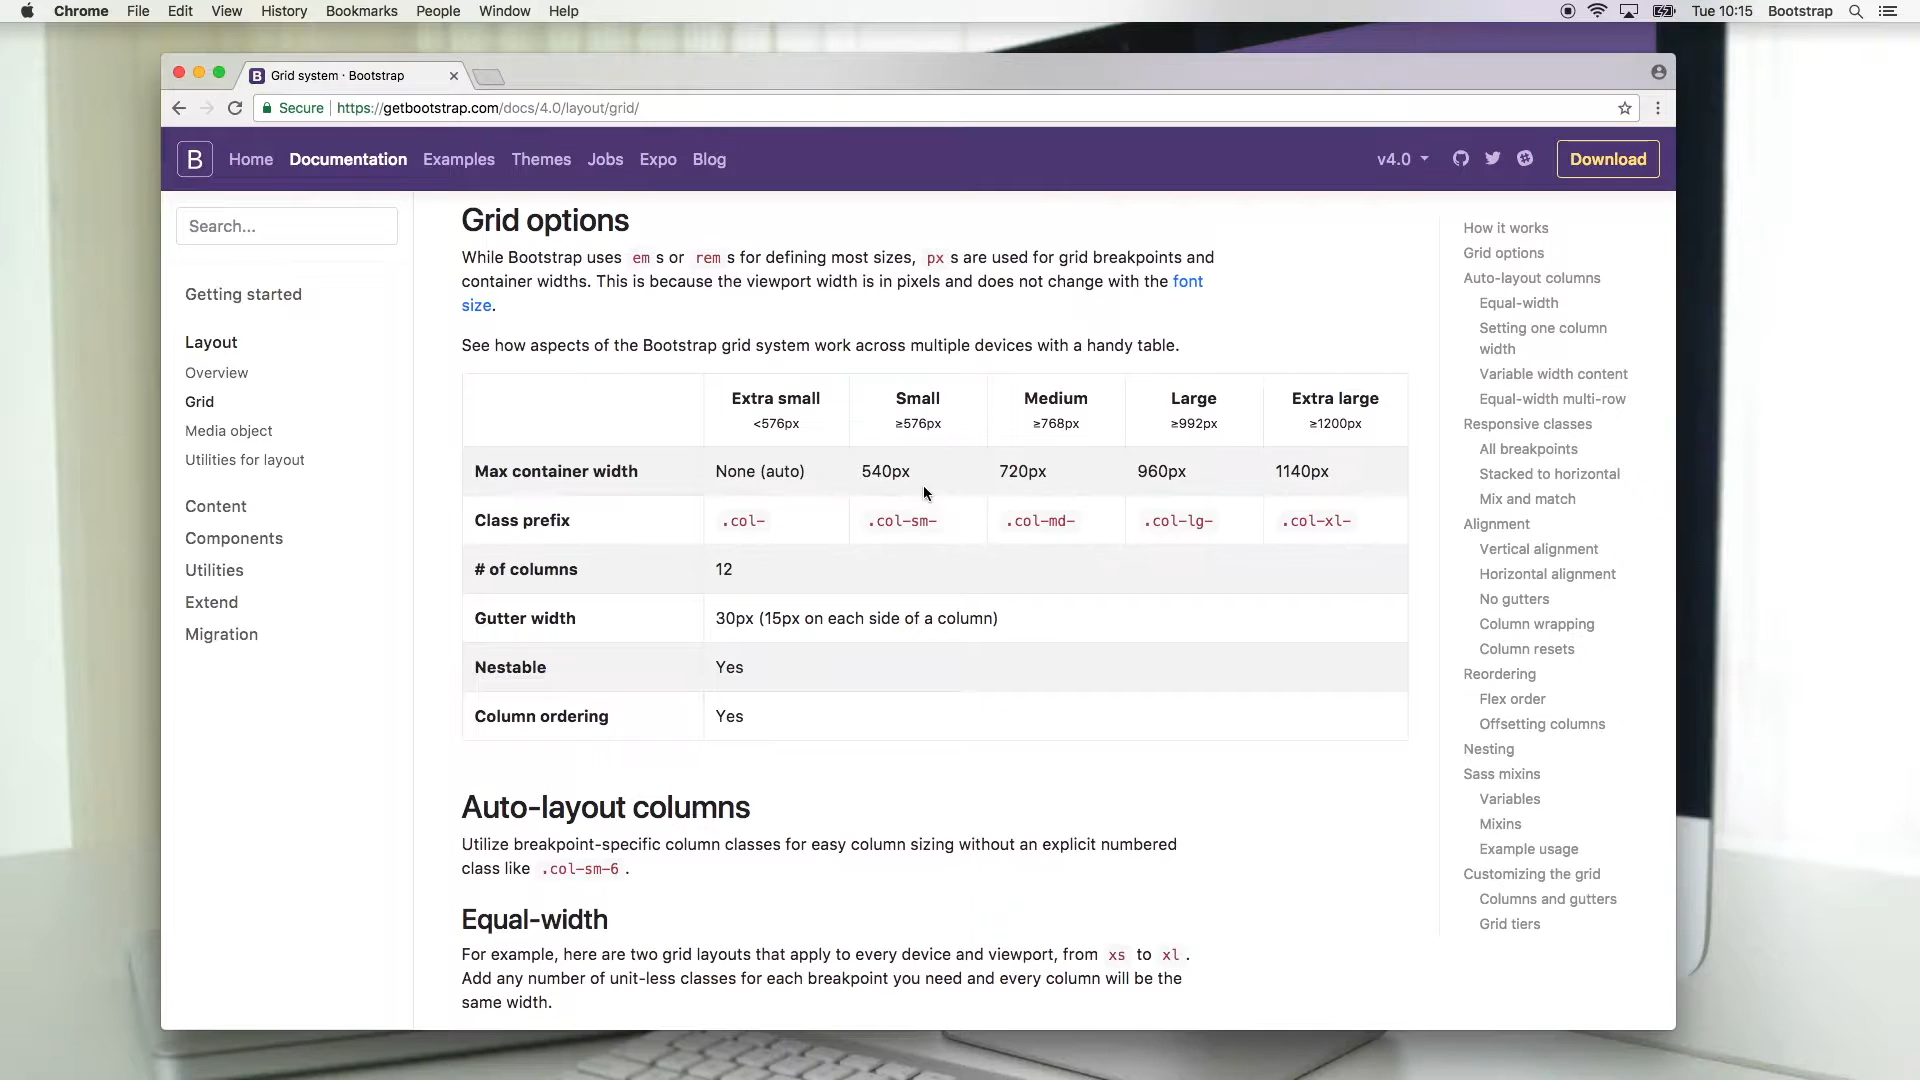 Chrome File Edit View History Bookmarks People Window Help Tue 10:15 Bootstrap
Grid system · Bootstrap
Secure https://getbootstrap.com/docs/4.0/layout/grid/
B Home Documentation Examples Themes Jobs Expo Blog v4.0 Download
Search...
Getting started
Layout
Overview
Grid
Media object
Utilities for layout
Content
Components
Utilities
Extend
Migration
Grid options
While Bootstrap uses em s or rem s for defining most sizes, px s are used for grid breakpoints and
container widths. This is because the viewport width is in pixels and does not change with the font
size.
See how aspects of the Bootstrap grid system work across multiple devices with a handy table.
Extra small Small Medium Large Extra large
<576px ≥576px ≥768px ≥992px ≥1200px
Max container width None (auto) 540px 720px 960px 1140px
Class prefix .col- .col-sm- .col-md- .col-lg- .col-xl-
# of columns 12
Gutter width 30px (15px on each side of a column)
Nestable Yes
Column ordering Yes
Auto-layout columns
Utilize breakpoint-specific column classes for easy column sizing without an explicit numbered
class like .col-sm-6 .
Equal-width
For example, here are two grid layouts that apply to every device and viewport, from xs to xl .
Add any number of unit-less classes for each breakpoint you need and every column will be the
same width.
How it works
Grid options
Auto-layout columns
Equal-width
Setting one column
width
Variable width content
Equal-width multi-row
Responsive classes
All breakpoints
Stacked to horizontal
Mix and match
Alignment
Vertical alignment
Horizontal alignment
No gutters
Column wrapping
Column resets
Reordering
Flex order
Offsetting columns
Nesting
Sass mixins
Variables
Mixins
Example usage
Customizing the grid
Columns and gutters
Grid tiers